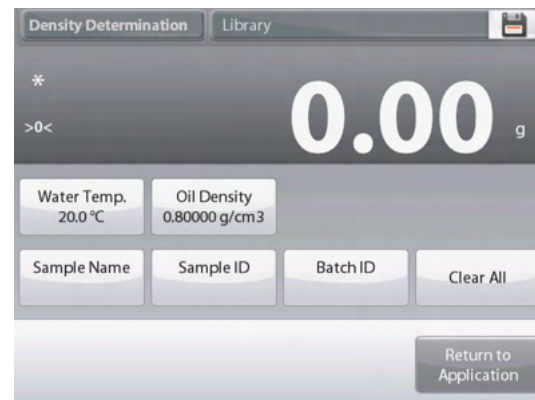 Density Determination Library
*
>0<
0.00 g
Water Temp. Oil Density
20.0 °C 0.80000 g/cm3
Sample Name Sample ID Batch ID Clear All
Return to
Application